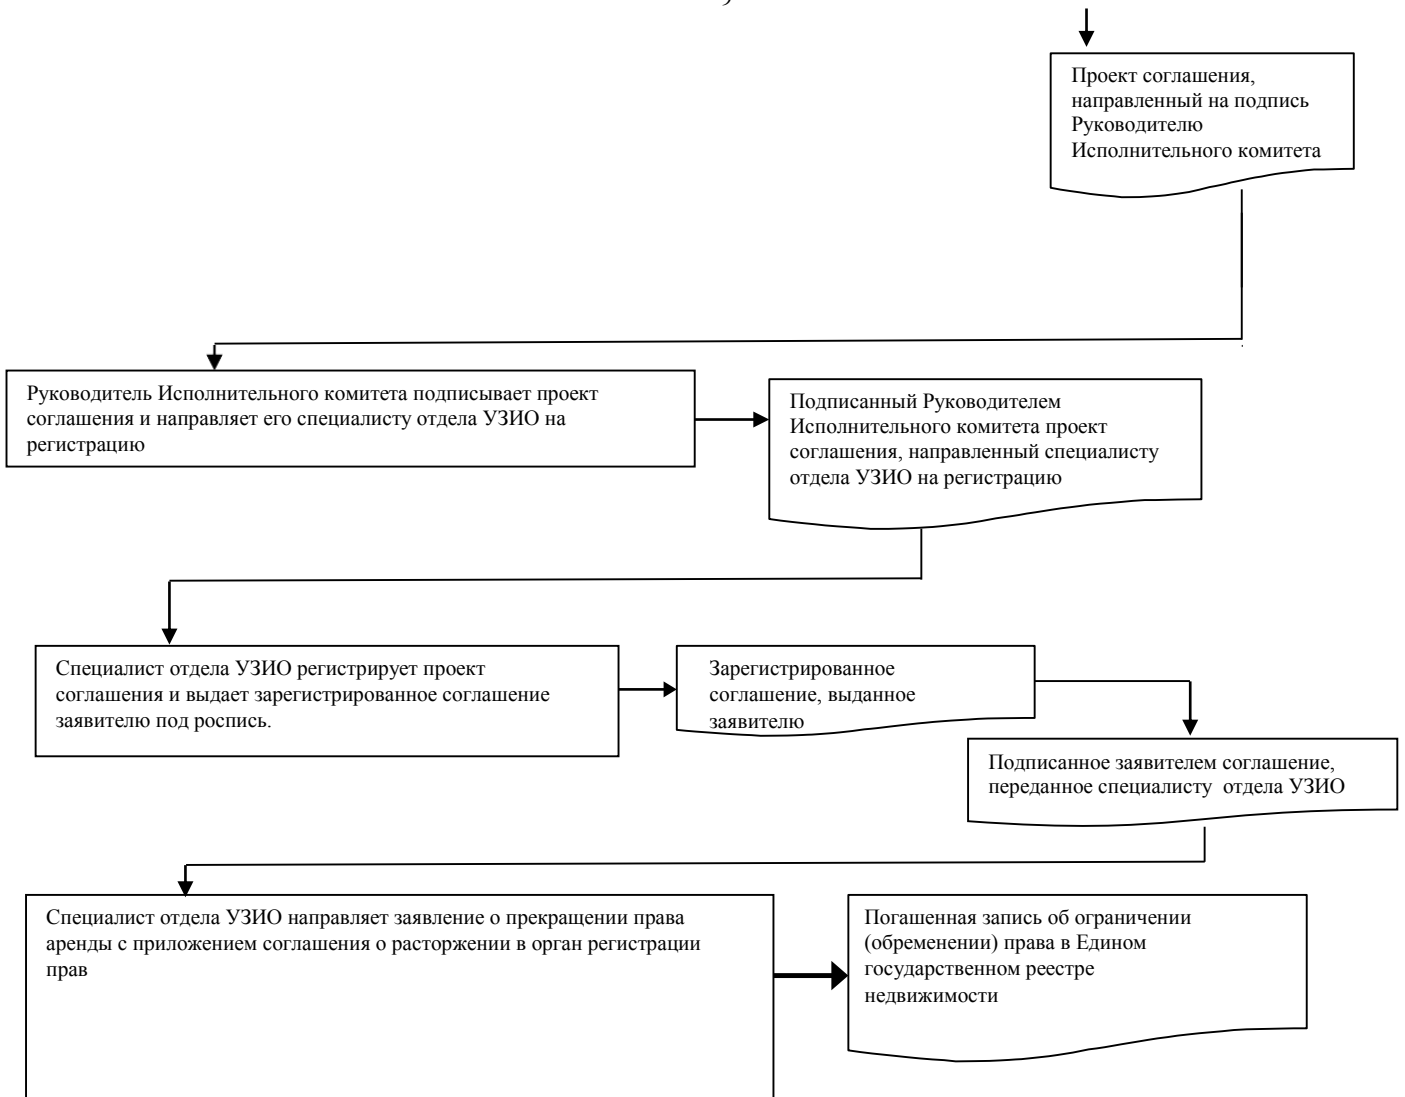 Проект соглашения,
направленный на подпись
Руководителю
Исполнительного комитета
Руководитель Исполнительного комитета подписывает проект
соглашения и направляет его специалисту отдела УЗИО на
регистрацию
Подписанный Руководителем
Исполнительного комитета проект
соглашения, направленный специалисту
отдела УЗИО на регистрацию
Специалист отдела УЗИО регистрирует проект
соглашения и выдает зарегистрированное соглашение
заявителю под роспись.
Зарегистрированное
соглашение, выданное
заявителю
Подписанное заявителем соглашение,
переданное специалисту отдела УЗИО
Специалист отдела УЗИО направляет заявление о прекращении права
аренды с приложением соглашения о расторжении в орган регистрации
прав
Погашенная запись об ограничении
(обременении) права в Едином
государственном реестре
недвижимости